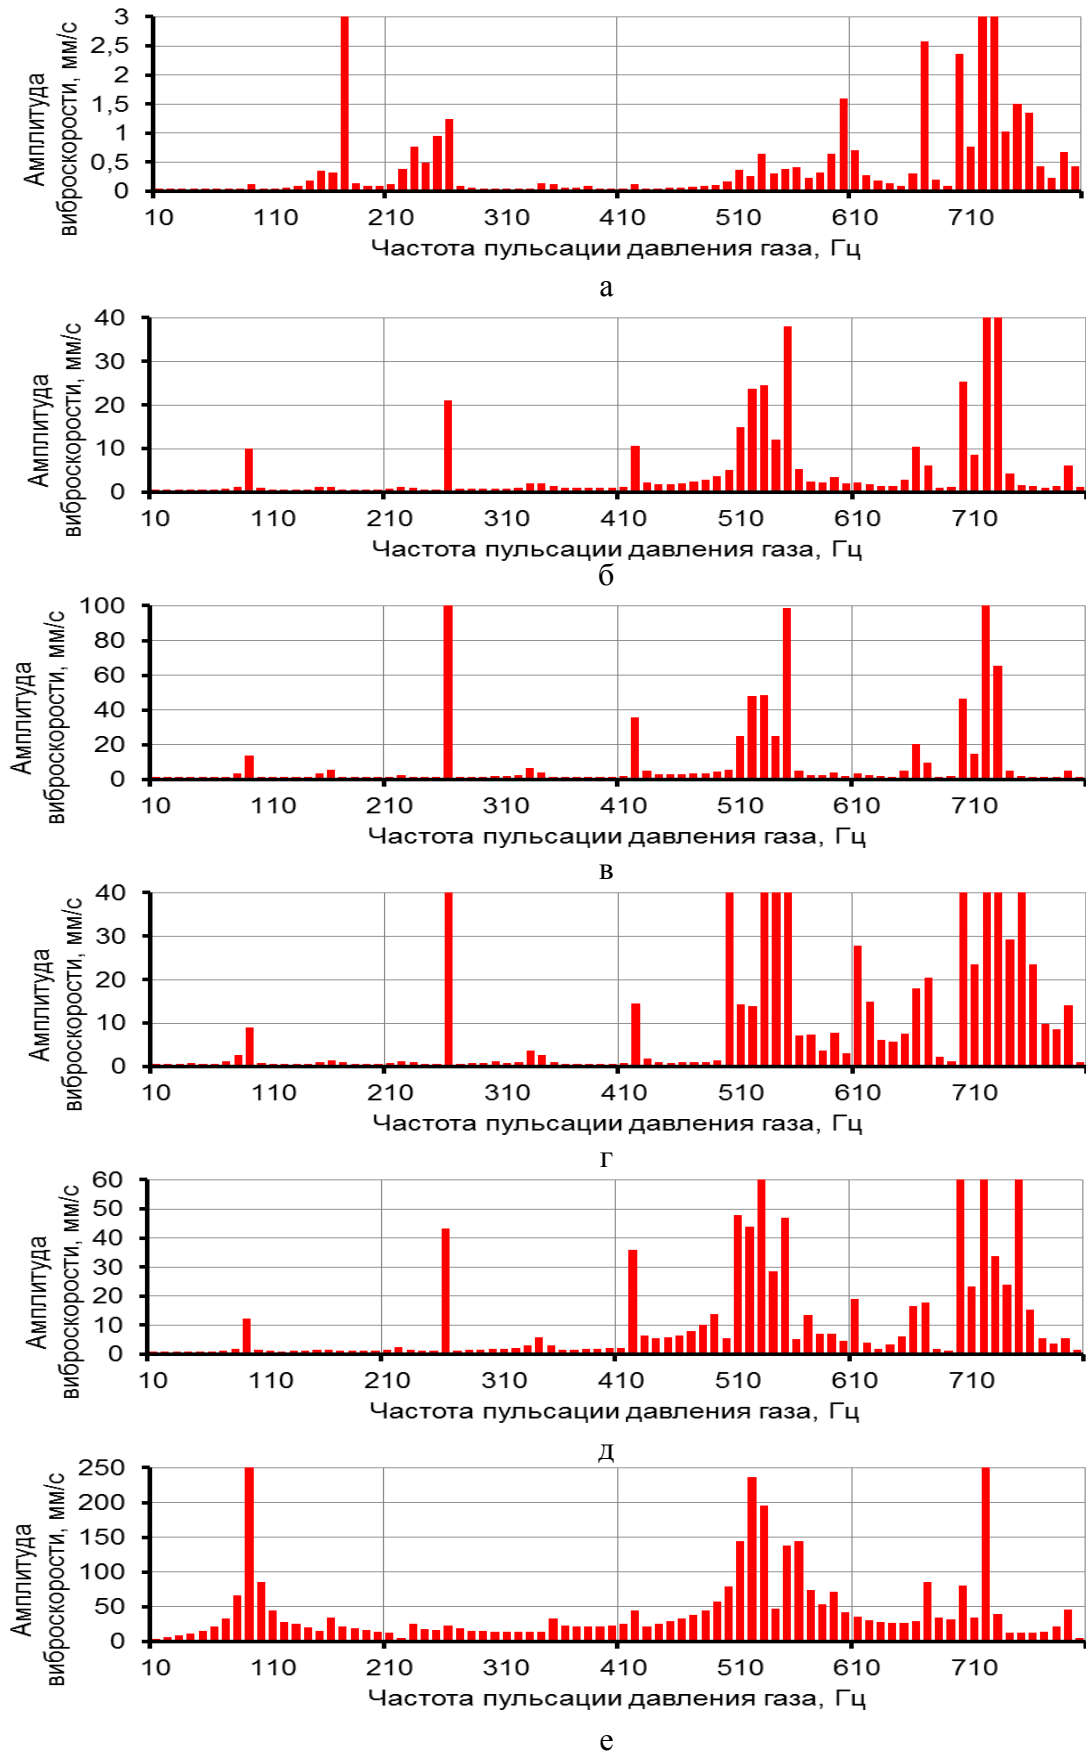 Амплитуда
виброскорости, мм/с
3
2,5
2
1,5
1
0,5
0
10 110 210 310 410 510 610 710
Частота пульсации давления газа, Гц
а
Амплитуда
виброскорости, мм/с
40
30
20
10
0
10 110 210 310 410 510 610 710
Частота пульсации давления газа, Гц
б
Амплитуда
виброскорости, мм/с
100
80
60
40
20
0
10 110 210 310 410 510 610 710
Частота пульсации давления газа, Гц
в
Амплитуда
виброскорости, мм/с
40
30
20
10
0
10 110 210 310 410 510 610 710
Частота пульсации давления газа, Гц
г
Амплитуда
виброскорости, мм/с
60
50
40
30
20
10
0
10 110 210 310 410 510 610 710
Частота пульсации давления газа, Гц
д
Амплитуда
виброскорости, мм/с
250
200
150
100
50
0
10 110 210 310 410 510 610 710
Частота пульсации давления газа, Гц
е